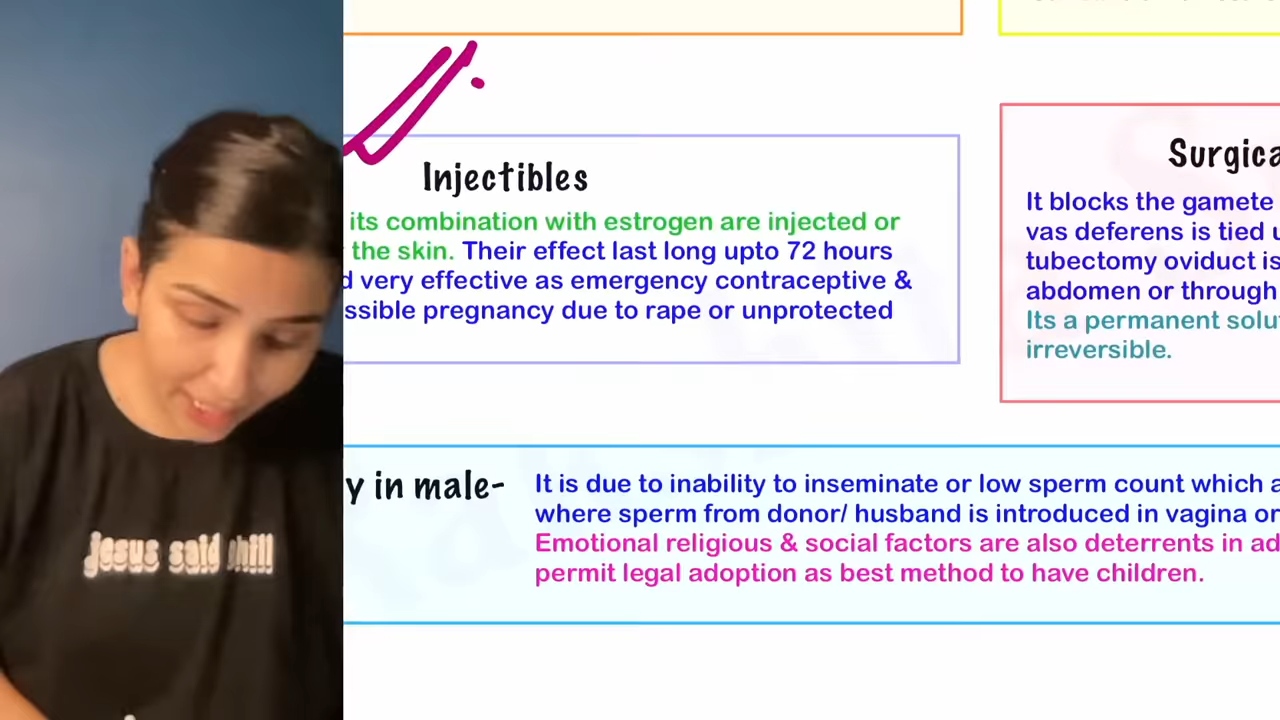 Injectibles
its combination with estrogen are injected or
the skin. Their effect last long upto 72 hours
very effective as emergency contraceptive &
pregnancy due to rape or unprotected
It blocks the gamete
vas deferens is tied
tubectomy oviduct is
abdomen or through
Its a permanent
irreversible.
in male-
It is due to inability to inseminate or low sperm count which
where sperm from donor/ husband is introduced in vagina or
Emotional religious & social factors are also deterrents in
permit legal adoption as best method to have children.
jesus said